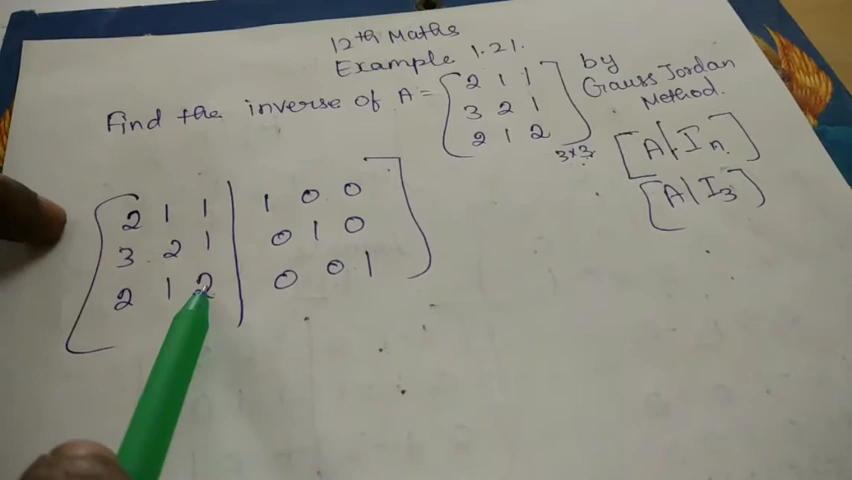 12th Maths
Example 1.21.
Find the inverse of A = [2 1 1
3 2 1
2 1 2] 3×3
by
Gauss Jordan
Method.
[A|In]
[A|I3]
[2 1 1 | 1 0 0
3 2 1 | 0 1 0
2 1 2 | 0 0 1]